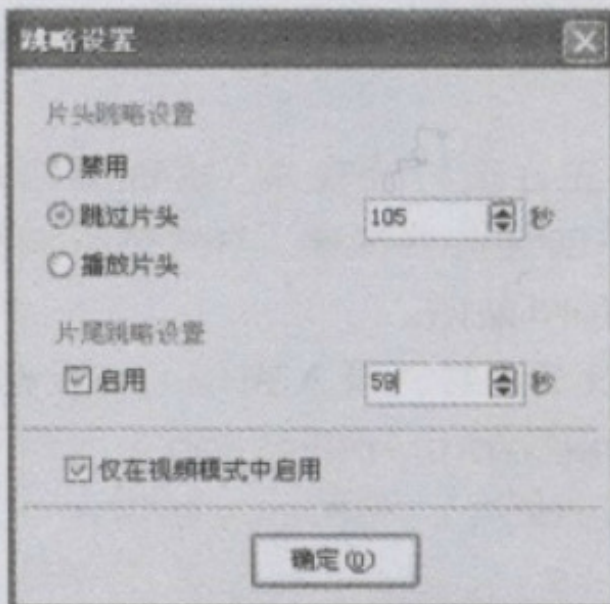 跳略设置
片头跳略设置
禁用
跳过片头 105 秒
播放片头
片尾跳略设置
启用 59 秒
仅在视频模式中启用
确定(O)